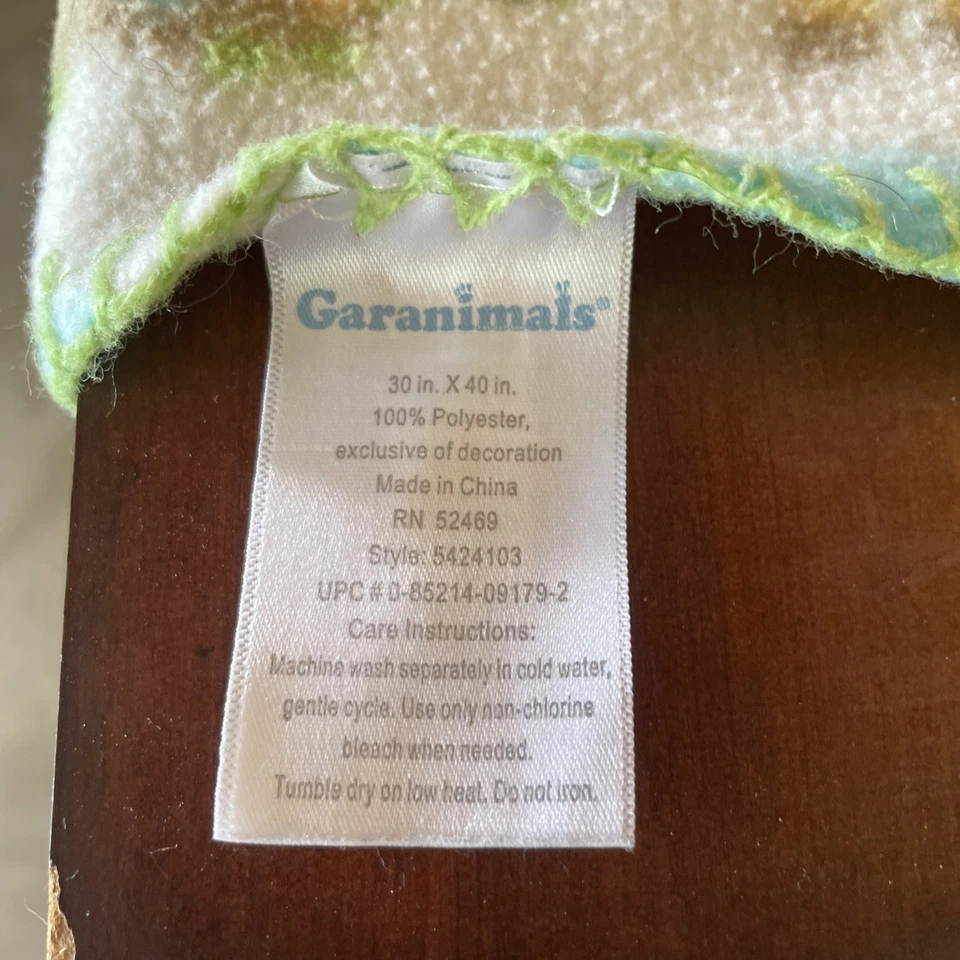 Garanimals®
30 in. X 40 in.
100% Polyester,
exclusive of decoration
Made in China
RN 52469
Style: 5424103
UPC # 0-85214-09179-2
Care Instructions:
Machine wash separately in cold water,
gentle cycle. Use only non-chlorine
bleach when needed.
Tumble dry on low heat. Do not iron.